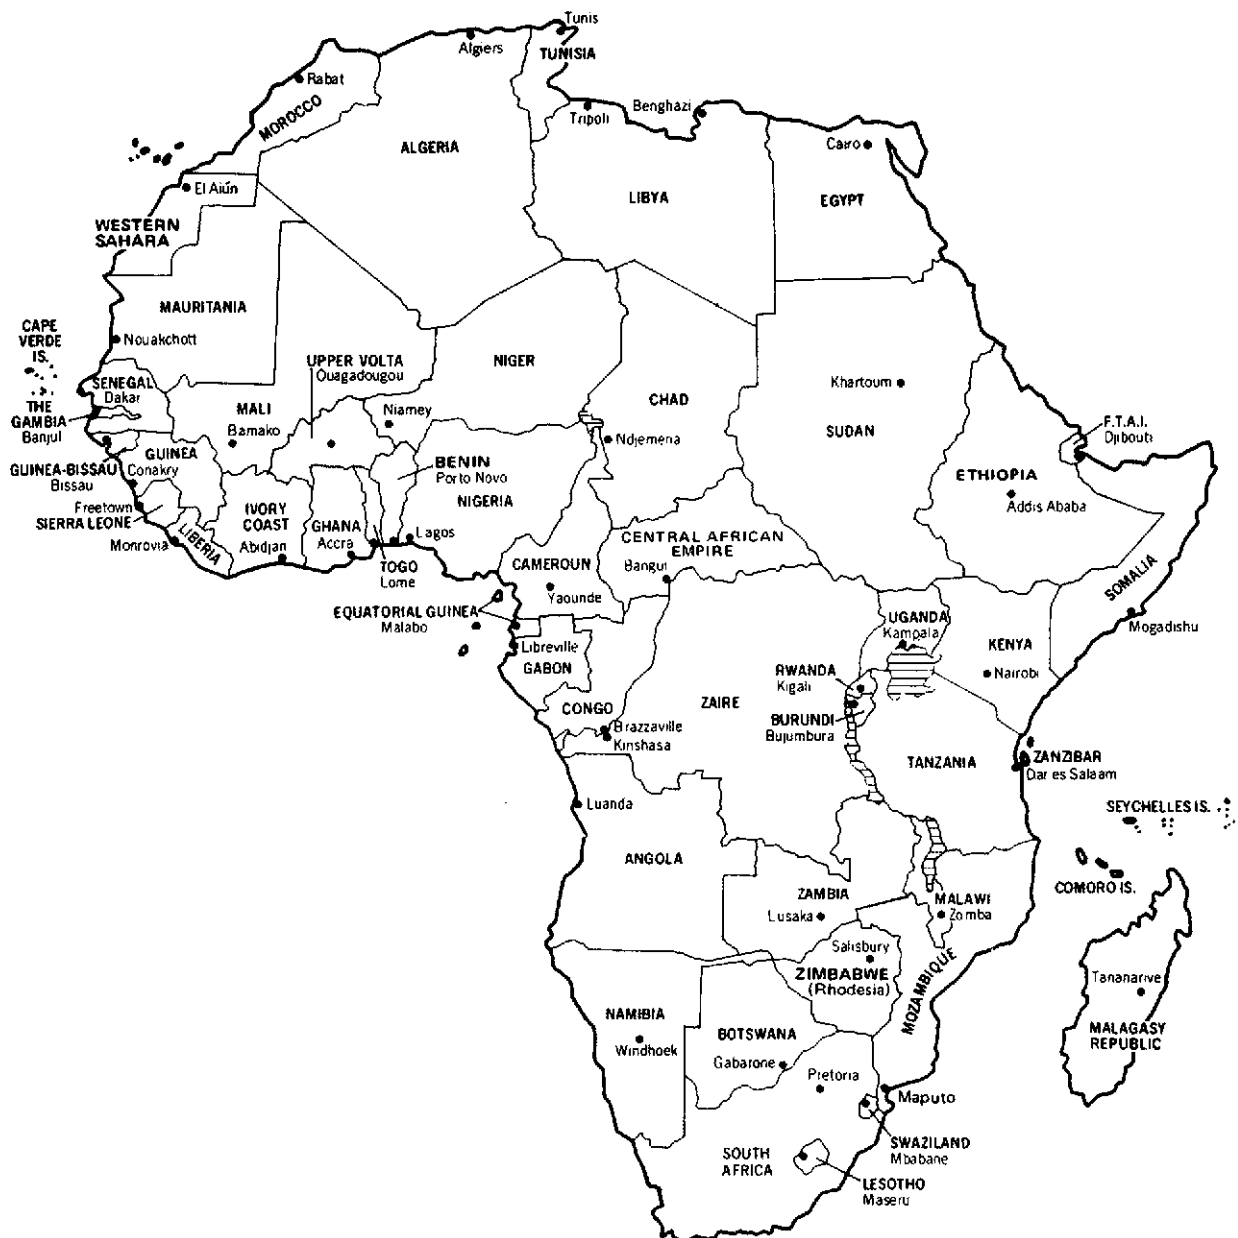 Tunis
Algiers
TUNISIA
Rabat
MOROCCO
Tripoli
Benghazi
Cairo
ALGERIA
El Aiún
LIBYA
EGYPT
WESTERN
SAHARA
MAURITANIA
CAPE
VERDE
IS.
Nouakchott
UPPER VOLTA
Ouagadougou
NIGER
SENEGAL
Dakar
Khartoum
THE
GAMBIA
Banjul
MALI
Bamako
Niamey
CHAD
Ndjemena
SUDAN
F.T.A.I.
Djibouti
GUINEA
Conakry
GUINEA-BISSAU
Bissau
BENIN
Porto Novo
NIGERIA
ETHIOPIA
Addis Ababa
Freetown
SIERRA LEONE
IVORY
COAST
Abidjan
GHANA
Accra
Lagos
Monrovia
LIBERIA
TOGO
Lome
CENTRAL AFRICAN
EMPIRE
Bangui
CAMEROUN
Yaounde
SOMALIA
Mogadishu
EQUATORIAL GUINEA
Malabo
UGANDA
Kampala
KENYA
Nairobi
Libreville
GABON
RWANDA
Kigali
CONGO
Brazzaville
Kinshasa
ZAIRE
BURUNDI
Bujumbura
TANZANIA
ZANZIBAR
Dar es Salaam
Luanda
SEYCHELLES IS.
ANGOLA
COMORO IS.
ZAMBIA
Lusaka
MALAWI
Zomba
Salisbury
ZIMBABWE
(Rhodesia)
MOZAMBIQUE
Tananarive
NAMIBIA
Windhoek
BOTSWANA
Gabarone
MALAGASY
REPUBLIC
Pretoria
Maputo
SOUTH
AFRICA
SWAZILAND
Mbabane
LESOTHO
Maseru